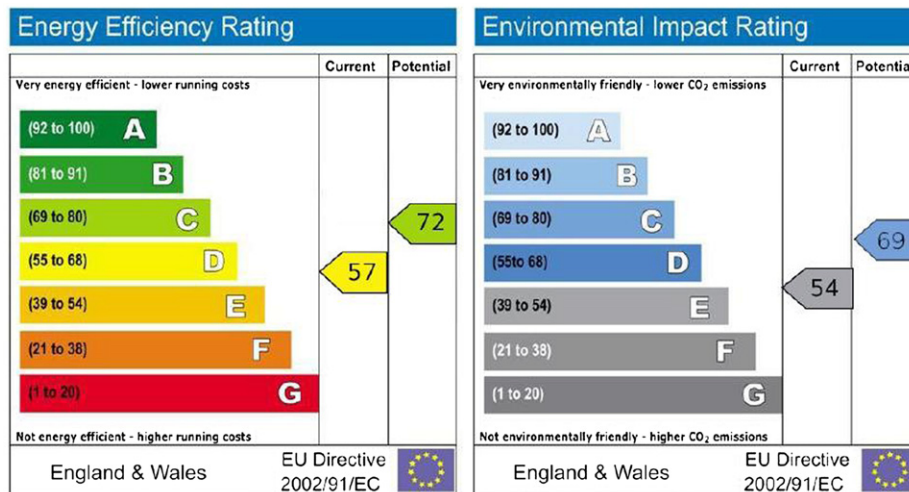 Energy Efficiency Rating
Current Potential
Very energy efficient - lower running costs
(92 to 100) A
(81 to 91) B
(69 to 80) C
72
(55 to 68) D
57
(39 to 54) E
(21 to 38) F
(1 to 20) G
Not energy efficient - higher running costs
England & Wales
EU Directive
2002/91/EC
Environmental Impact Rating
Current Potential
Very environmentally friendly - lower CO₂ emissions
(92 to 100) A
(81 to 91) B
(69 to 80) C
69
(55to 68) D
54
(39 to 54) E
(21 to 38) F
(1 to 20) G
Not environmentally friendly - higher CO₂ emissions
England & Wales
EU Directive
2002/91/EC